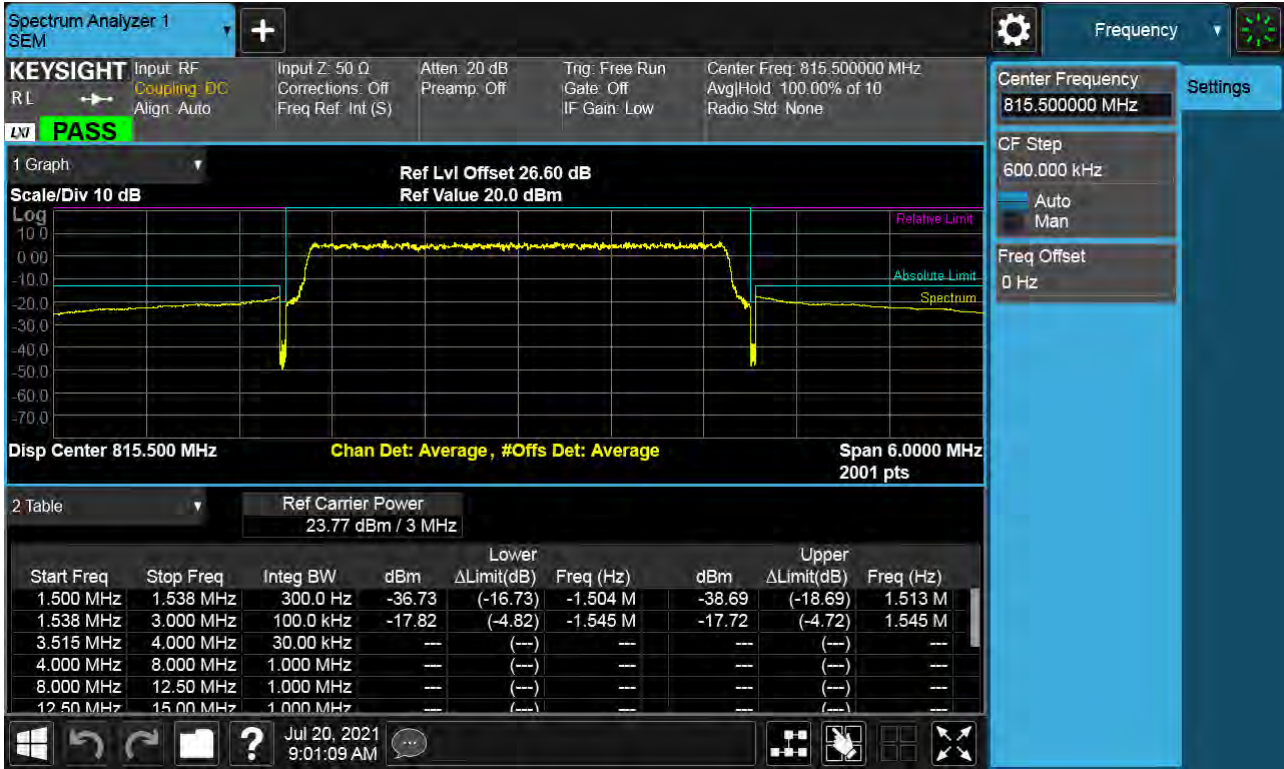 Spectrum Analyzer 1
SEM
+
Frequency
KEYSIGHT
RL
LXI
PASS
Input: RF
Coupling: DC
Align: Auto
Input Z: 50 Ω
Corrections: Off
Freq Ref: Int (S)
Atten: 20 dB
Preamp: Off
Trig: Free Run
Gate: Off
IF Gain: Low
Center Freq: 815.500000 MHz
Avg|Hold: 100.00% of 10
Radio Std: None
Center Frequency
815.500000 MHz
Settings
CF Step
600.000 kHz
Auto
Man
Freq Offset
0 Hz
1 Graph
Scale/Div 10 dB
Ref Lvl Offset 26.60 dB
Ref Value 20.0 dBm
Log
10.0
0.00
-10.0
-20.0
-30.0
-40.0
-50.0
-60.0
-70.0
Relative Limit
Absolute Limit
Spectrum
Disp Center 815.500 MHz
Chan Det: Average , #Offs Det: Average
Span 6.0000 MHz
2001 pts
2 Table
Ref Carrier Power
23.77 dBm / 3 MHz
Lower Upper
Start Freq Stop Freq Integ BW dBm ΔLimit(dB) Freq (Hz) dBm ΔLimit(dB) Freq (Hz)
1.500 MHz 1.538 MHz 300.0 Hz -36.73 (-16.73) -1.504 M -38.69 (-18.69) 1.513 M
1.538 MHz 3.000 MHz 100.0 kHz -17.82 (-4.82) -1.545 M -17.72 (-4.72) 1.545 M
3.515 MHz 4.000 MHz 30.00 kHz --- (---) --- --- (---) ---
4.000 MHz 8.000 MHz 1.000 MHz --- (---) --- --- (---) ---
8.000 MHz 12.50 MHz 1.000 MHz --- (---) --- --- (---) ---
12.50 MHz 15.00 MHz 1.000 MHz --- (---) --- --- (---) ---
?
Jul 20, 2021
9:01:09 AM